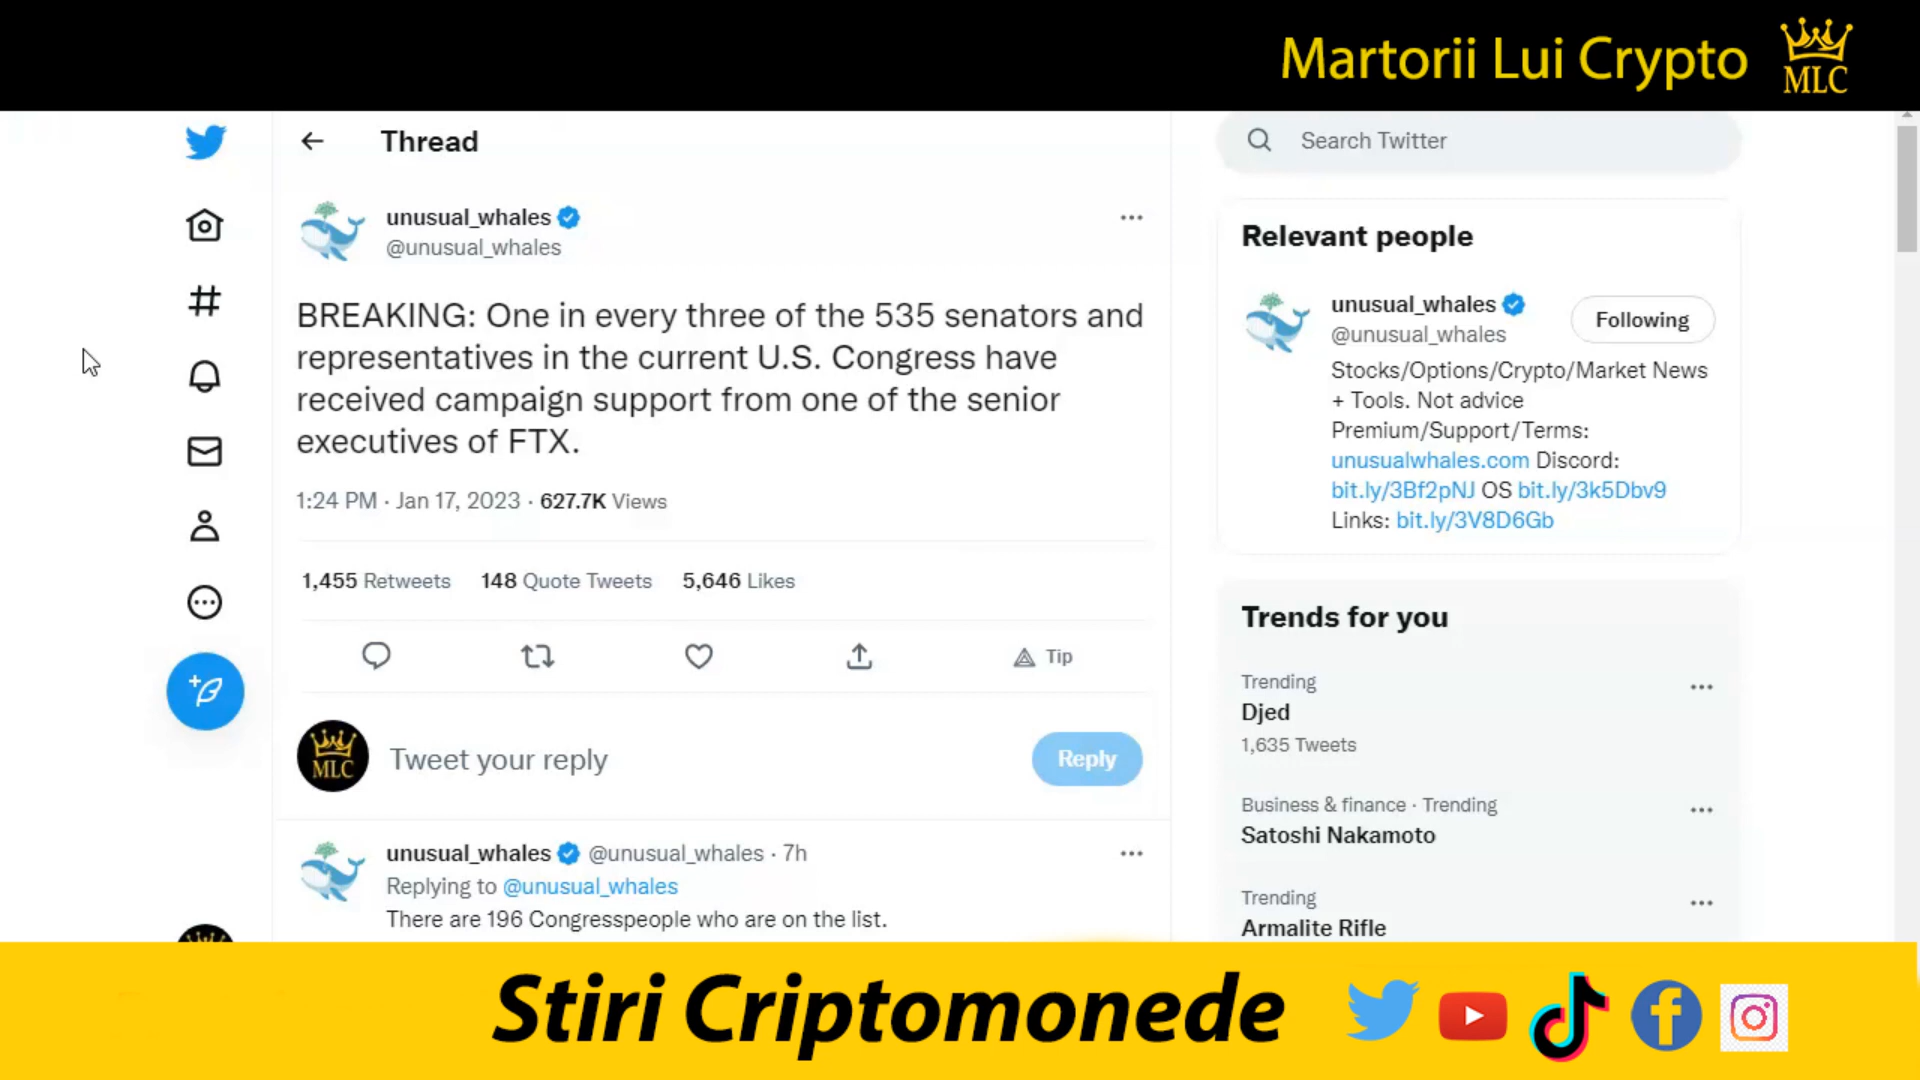 Martorii Lui Crypto
MLC
Thread
Search Twitter
unusual_whales
@unusual_whales
BREAKING: One in every three of the 535 senators and
representatives in the current U.S. Congress have
received campaign support from one of the senior
executives of FTX.
1:24 PM · Jan 17, 2023 · 627.7K Views
1,455 Retweets 148 Quote Tweets 5,646 Likes
Tip
MLC
Tweet your reply
Reply
unusual_whales @unusual_whales · 7h
Replying to @unusual_whales
There are 196 Congresspeople who are on the list.
Relevant people
unusual_whales
@unusual_whales
Following
Stocks/Options/Crypto/Market News
+ Tools. Not advice
Premium/Support/Terms:
unusualwhales.com Discord:
bit.ly/3Bf2pNJ OS bit.ly/3k5Dbv9
Links: bit.ly/3V8D6Gb
Trends for you
Trending
Djed
1,635 Tweets
Business & finance · Trending
Satoshi Nakamoto
Trending
Armalite Rifle
Stiri Criptomonede